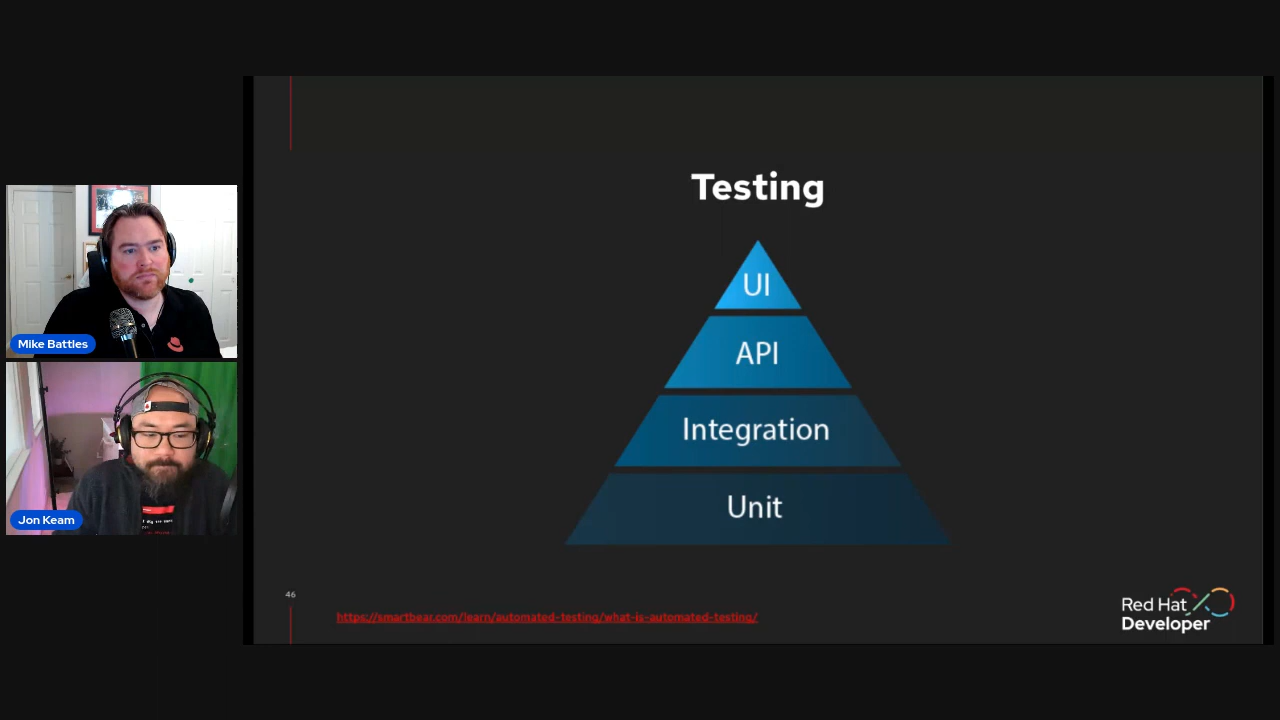 Testing
UI
API
Integration
Unit
Mike Battles
Jon Keam
46
https://smartbear.com/learn/automated-testing/what-is-automated-testing/
Red Hat
Developer